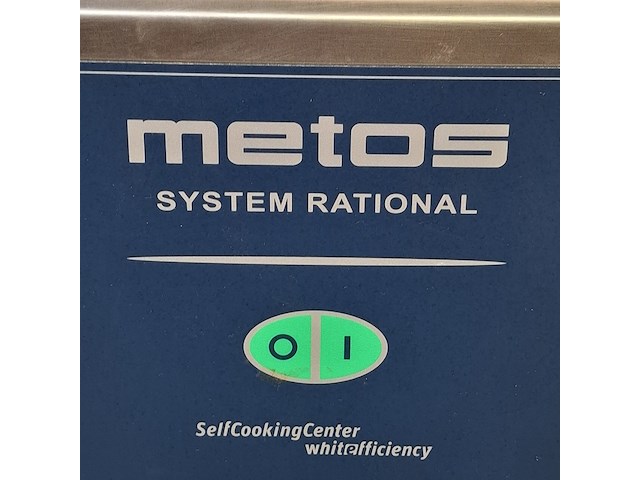 metos
SYSTEM RATIONAL
O I
SelfCookingCenter
whitefficiency